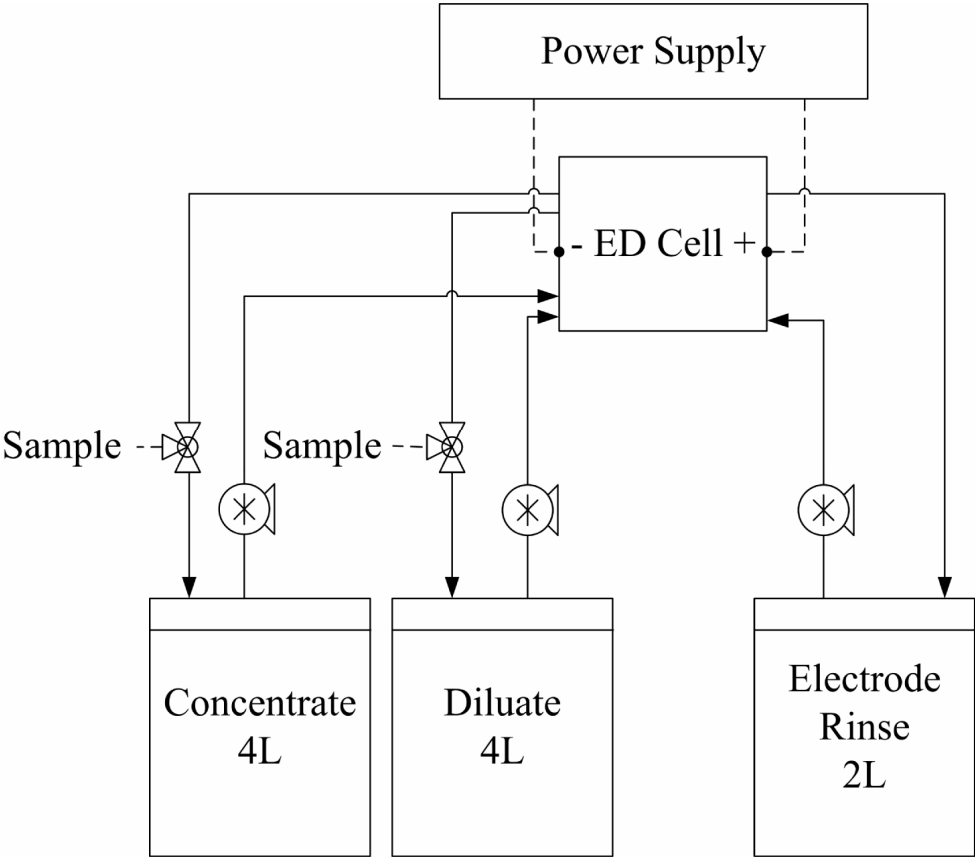 Power Supply
- ED Cell +
Sample
Sample
Concentrate
4L
Diluate
4L
Electrode
Rinse
2L